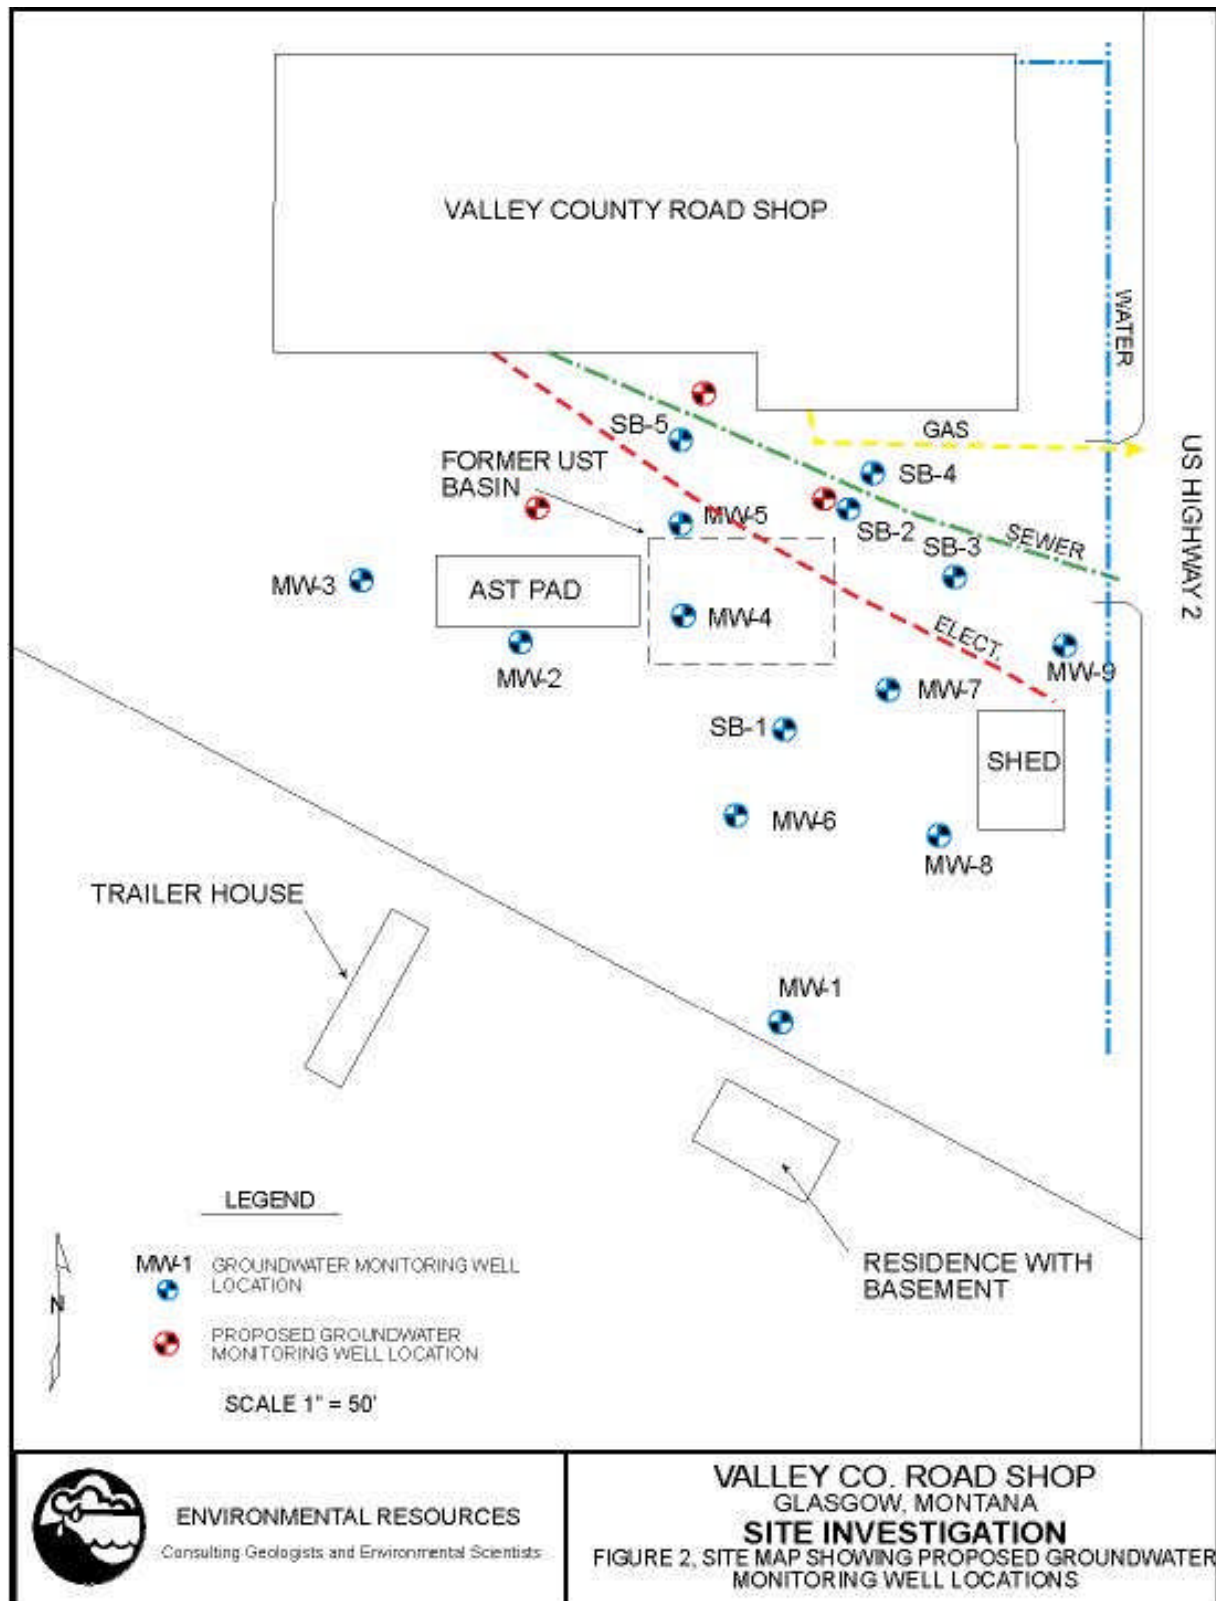 VALLEY COUNTY ROAD SHOP
WATER
GAS
US HIGHWAY 2
SB-5
SB-4
FORMER UST
BASIN
MW-5
SB-2
SB-3
SEWER
MW-3
AST PAD
MW-4
ELECT.
MW-2
MW-9
MW-7
SB-1
SHED
MW-6
MW-8
TRAILER HOUSE
MW-1
RESIDENCE WITH
BASEMENT
LEGEND
MW-1 GROUNDWATER MONITORING WELL
LOCATION
N
PROPOSED GROUNDWATER
MONITORING WELL LOCATION
SCALE 1" = 50'
ENVIRONMENTAL RESOURCES
Consulting Geologists and Environmental Scientists
VALLEY CO. ROAD SHOP
GLASGOW, MONTANA
SITE INVESTIGATION
FIGURE 2, SITE MAP SHOWING PROPOSED GROUNDWATER
MONITORING WELL LOCATIONS